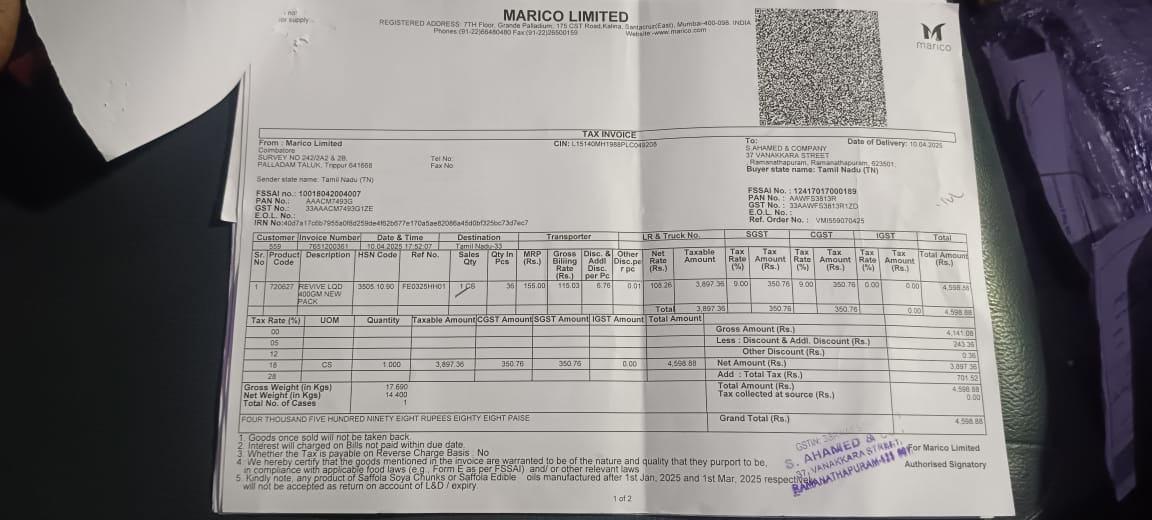 MARICO LIMITED
REGISTERED ADDRESS: 7TH Floor, Grande Palladium, 175 CST Road,Kalina, Santacruz(East), Mumbai-400-098. INDIA
Phones:(91-22)66480480 Fax:(91-22)26500159 Website:-www.marico.com
marico
or supply
TAX INVOICE
From : Marico Limited
CIN: L15140MH1988PLC049208
To:
Date of Delivery: 10.04.2025
Coimbatore
SURVEY NO 242/2A2 & 2B,
PALLADAM TALUK, Tirppur 641668
Tel No:
Fax No:
S.AHAMED & COMPANY
37 VANAKKARA STREET
Ramanathapuram, Ramanathapuram, 623501,
Buyer state name: Tamil Nadu (TN)
Sender state name: Tamil Nadu (TN)
FSSAI no.: 10018042004007
PAN No.: AAACM7493G
GST No.: 33AAACM7493G1ZE
E.O.L. No.:
FSSAI No.: 12417017000189
PAN No.: AAWFS3813R
GST No.: 33AAWFS3813R1ZD
E.O.L. No.:
Ref. Order No.: VMI559070425
Customer Invoice Number Date & Time Destination Transporter LR & Truck No. SGST CGST IGST Total
559 7651200361 10.04.2025 17:52:07 Tamil Nadu-33
Sr. No Product Code Description HSN Code Ref No. Sales Qty Qty In Pcs MRP (Rs.) Gross Billing Rate (Rs.) Disc. & Addl Disc. per Pc Other Disc.pe r pc Net Rate (Rs.) Taxable Amount Tax Rate (%) Tax Amount (Rs.) Tax Rate (%) Tax Amount (Rs.) Tax Rate (%) Tax Amount (Rs.) Total Amount (Rs.)
1 720627 REVIVE LQD 400GM NEW PACK 3505.10.90 FE0325HH01 1 CS 36 155.00 115.03 6.76 0.01 108.26 3,897.36 9.00 350.76 9.00 350.76 0.00 0.00 4,598.88
Total 3,897.36 350.76 350.76 0.00 4,598.88
Tax Rate (%) UOM Quantity Taxable Amount CGST Amount SGST Amount IGST Amount Total Amount
00
05
12
18 CS 1.000 3,897.36 350.76 350.76 0.00 4,598.88
28
Gross Amount (Rs.) 4,141.08
Less : Discount & Addl. Discount (Rs.) 243.36
Other Discount (Rs.) 0.36
Net Amount (Rs.) 3,897.36
Add : Total Tax (Rs.) 701.52
Total Amount (Rs.) 4,598.88
Tax collected at source (Rs.) 0.00
Gross Weight (in Kgs) 17.690
Net Weight (in Kgs) 14.400
Total No. of Cases 1
FOUR THOUSAND FIVE HUNDRED NINETY EIGHT RUPEES EIGHTY EIGHT PAISE
Grand Total (Rs.) 4,598.88
1. Goods once sold will not be taken back.
2. Interest will charged on Bills not paid within due date.
3. Whether the Tax is payable on Reverse Charge Basis : No
4. We hereby certify that the goods mentioned in the invoice are warranted to be of the nature and quality that they purport to be,
in compliance with applicable food laws (e.g., Form E as per FSSAI) and/ or other relevant laws
5. Kindly note, any product of Saffola Soya Chunks or Saffola Edible oils manufactured after 1st Jan, 2025 and 1st Mar, 2025 respectively
will not be accepted as return on account of L&D / expiry.
GSTIN:
S. AHAMED &
37, VANAKKARA STREET,
RAMANATHAPURAM
For Marico Limited
Authorised Signatory
1 of 2